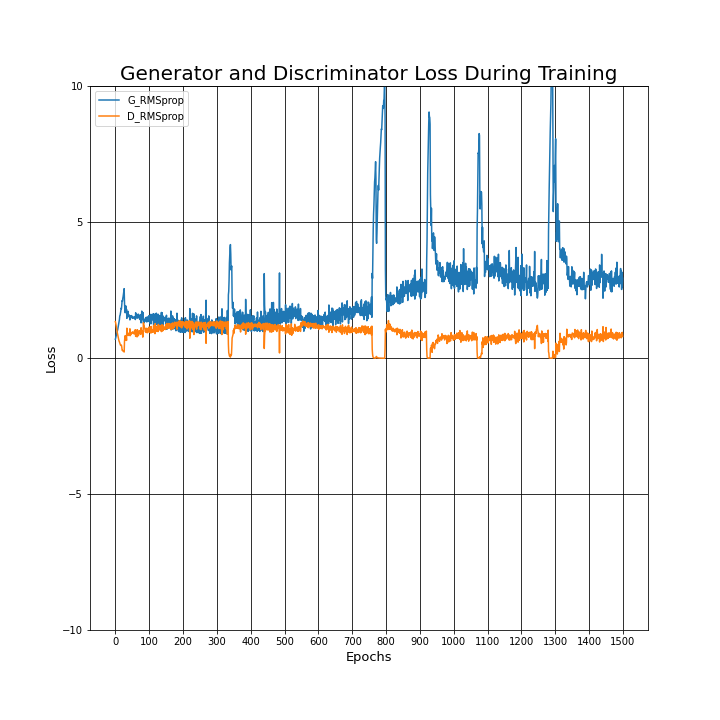 Generator and Discriminator Loss During Training
G_RMSprop
D_RMSprop
10
5
0
−5
−10
Loss
0 100 200 300 400 500 600 700 800 900 1000 1100 1200 1300 1400 1500
Epochs